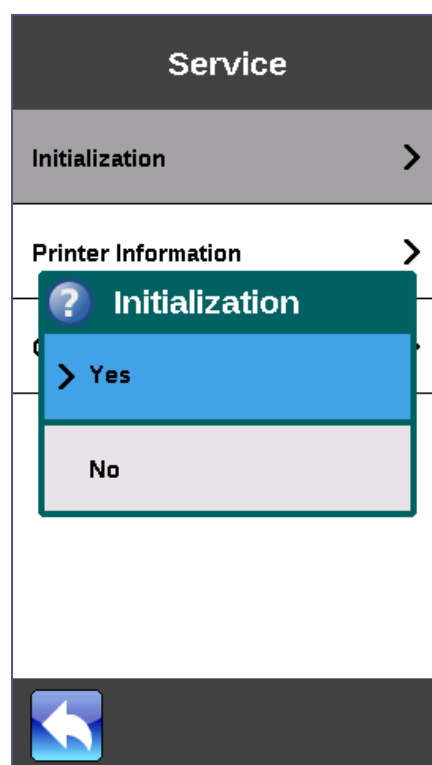 Service
Initialization
Printer Information
Initialization
Yes
No